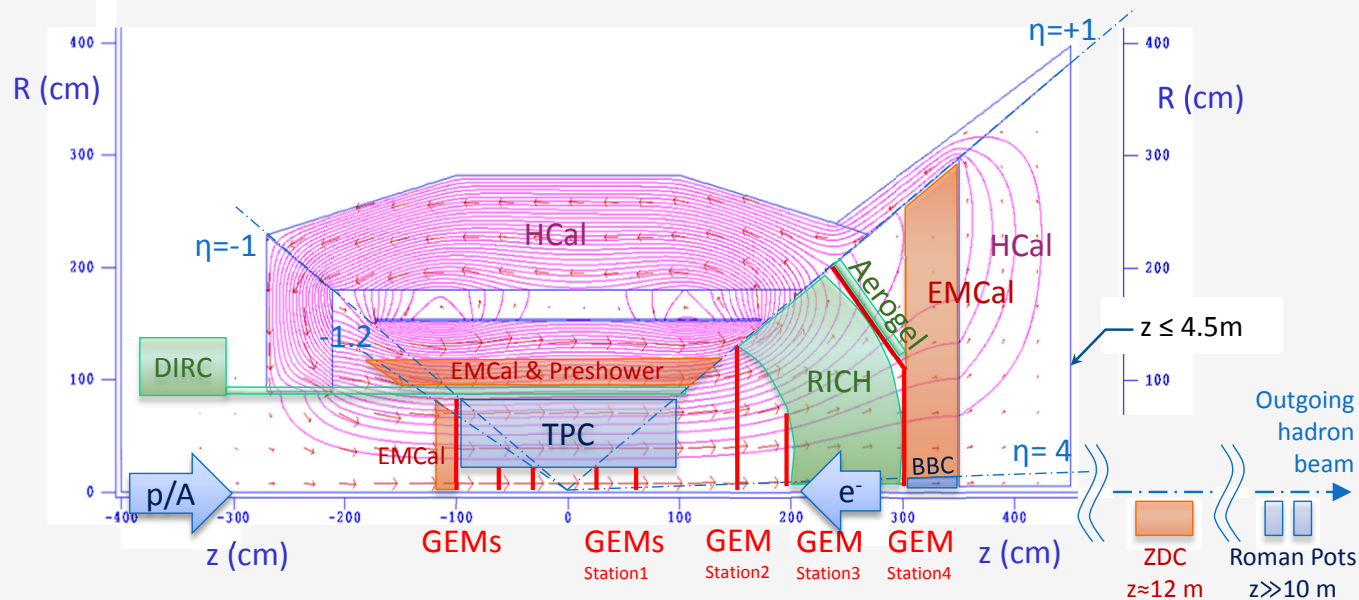 η=+1
400
400
R (cm)
R (cm)
300
300
η=-1
HCal
HCal
200
200
Aerogel
EMCal
-1.2
z ≤ 4.5m
DIRC
EMCal & Preshower
RICH
100
100
TPC
EMCal
Outgoing
hadron
beam
η= 4
BBC
p/A
e-
0
-400
-300
-200
-100
0
100
200
300
400
z (cm)
GEMs
GEMs
Station1
GEM
Station2
GEM
Station3
GEM
Station4
z (cm)
ZDC
z≈12 m
Roman Pots
z≫10 m